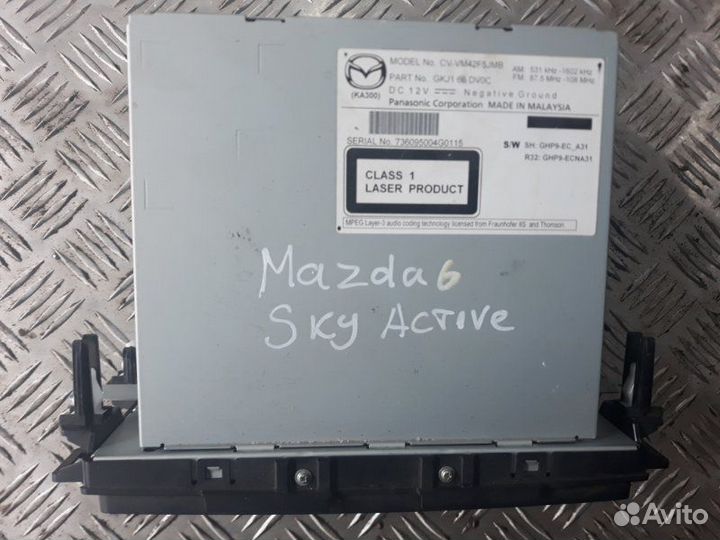 MODEL No. CV-VM42F5JMB
AM: 531 kHz -1602 kHz
PART No. GKJ1 66 DV0C
FM: 87.5 MHz -108 MHz
(KA300)
DC 12V Negative Ground
Panasonic Corporation MADE IN MALAYSIA
SERIAL No. 736095004G0115
S/W SH: GHP9-EC_A31
R32: GHP9-ECNA31
CLASS 1
LASER PRODUCT
MPEG Layer-3 audio coding technology licensed from Fraunhofer IIS and Thomson.
Mazda 6
Sky Active
Avito